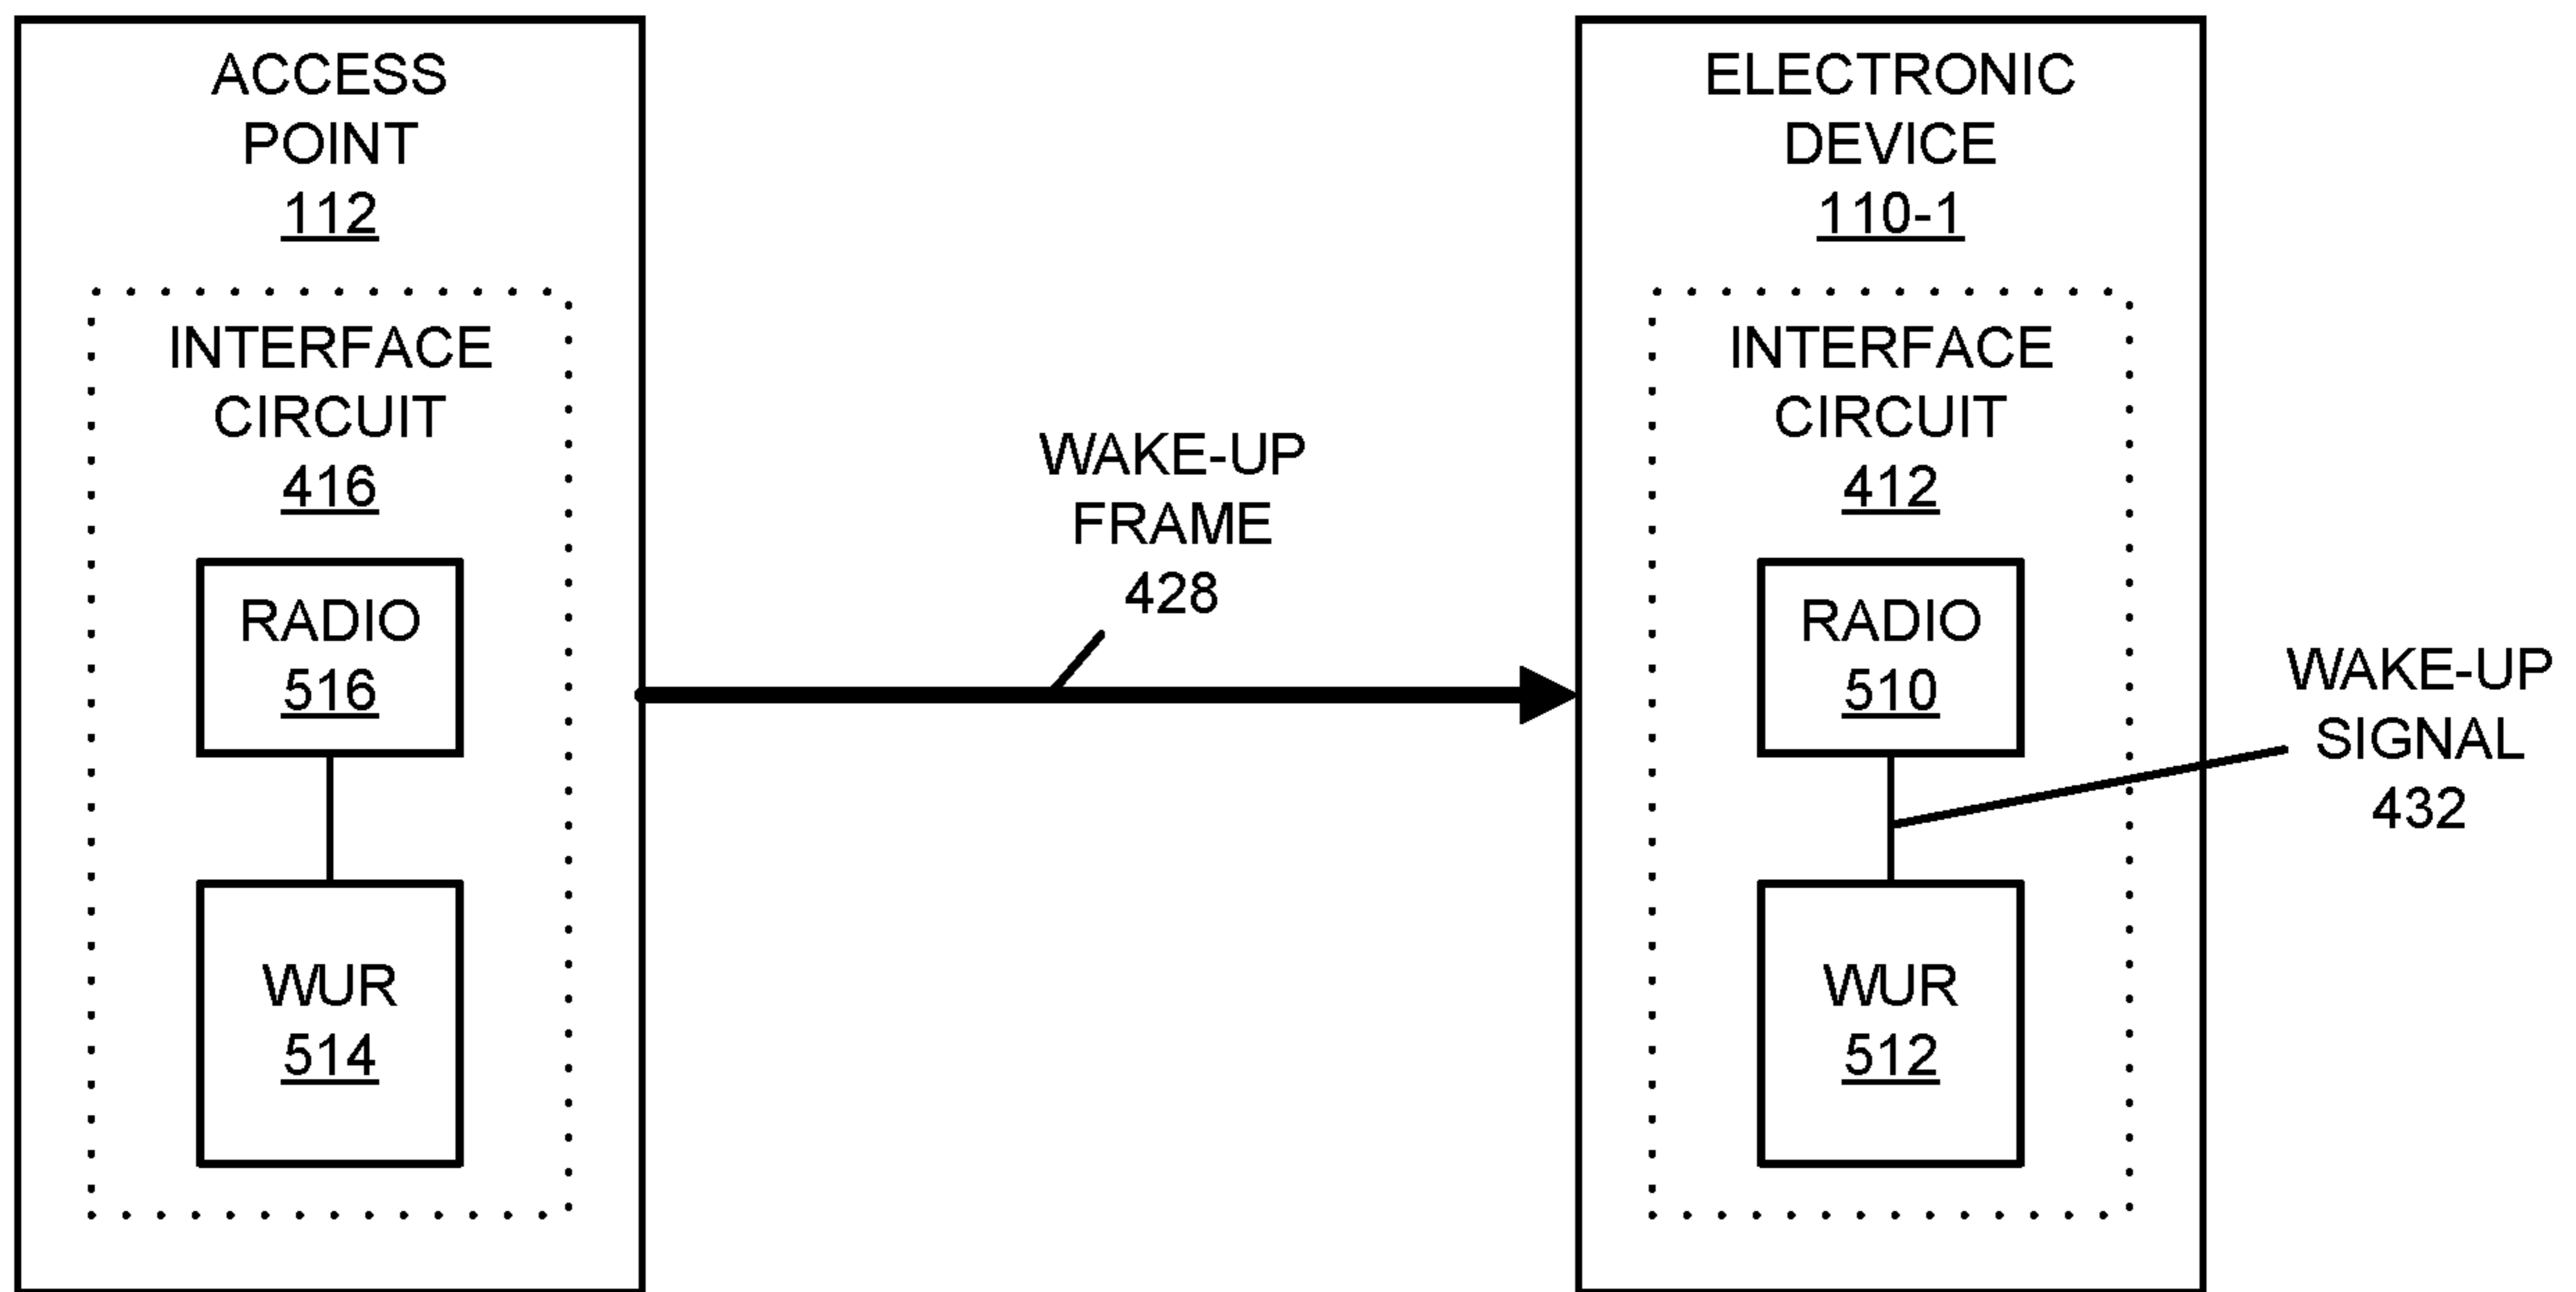 ACCESS
POINT
112
INTERFACE
CIRCUIT
416
RADIO
516
WUR
514
WAKE-UP
FRAME
428
ELECTRONIC
DEVICE
110-1
INTERFACE
CIRCUIT
412
RADIO
510
WUR
512
WAKE-UP
SIGNAL
432